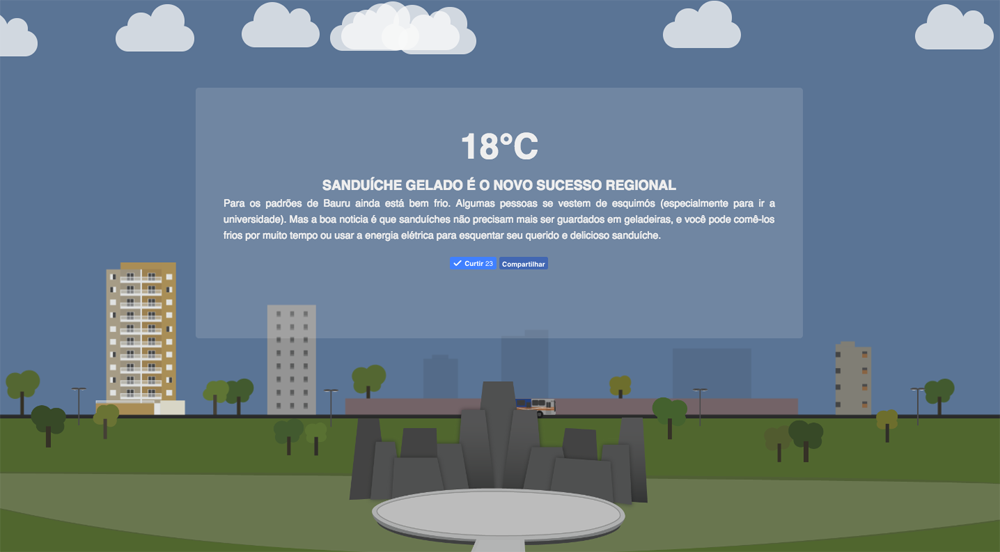 18°C
SANDUÍCHE GELADO É O NOVO SUCESSO REGIONAL
Para os padrões de Bauru ainda está bem frio. Algumas pessoas se vestem de esquimós (especialmente para ir a
universidade). Mas a boa noticia é que sanduíches não precisam mais ser guardados em geladeiras, e você pode comê-los
frios por muito tempo ou usar a energia elétrica para esquentar seu querido e delicioso sanduíche.
Curtir 23 Compartilhar